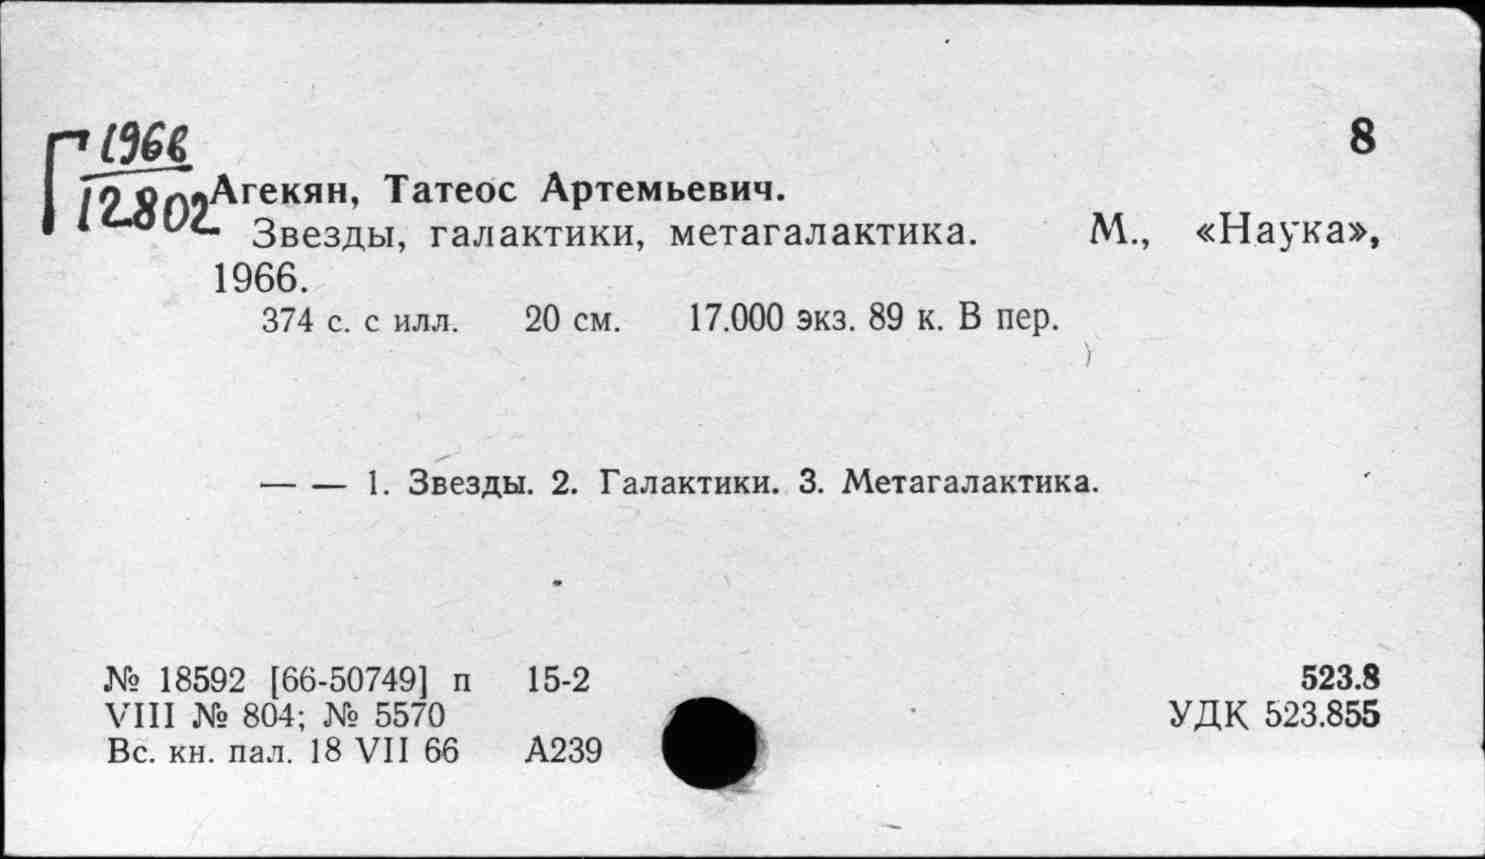 Г 1966
12802
8
Агекян, Татеос Артемьевич.
Звезды, галактики, метагалактика. М., «Наука»,
1966.
374 с. с илл. 20 см. 17.000 экз. 89 к. В пер.
— — 1. Звезды. 2. Галактики. 3. Метагалактика.
№ 18592 [66-50749] п 15-2
VIII № 804; № 5570
Вс. кн. пал. 18 VII 66 А239
523.8
УДК 523.855